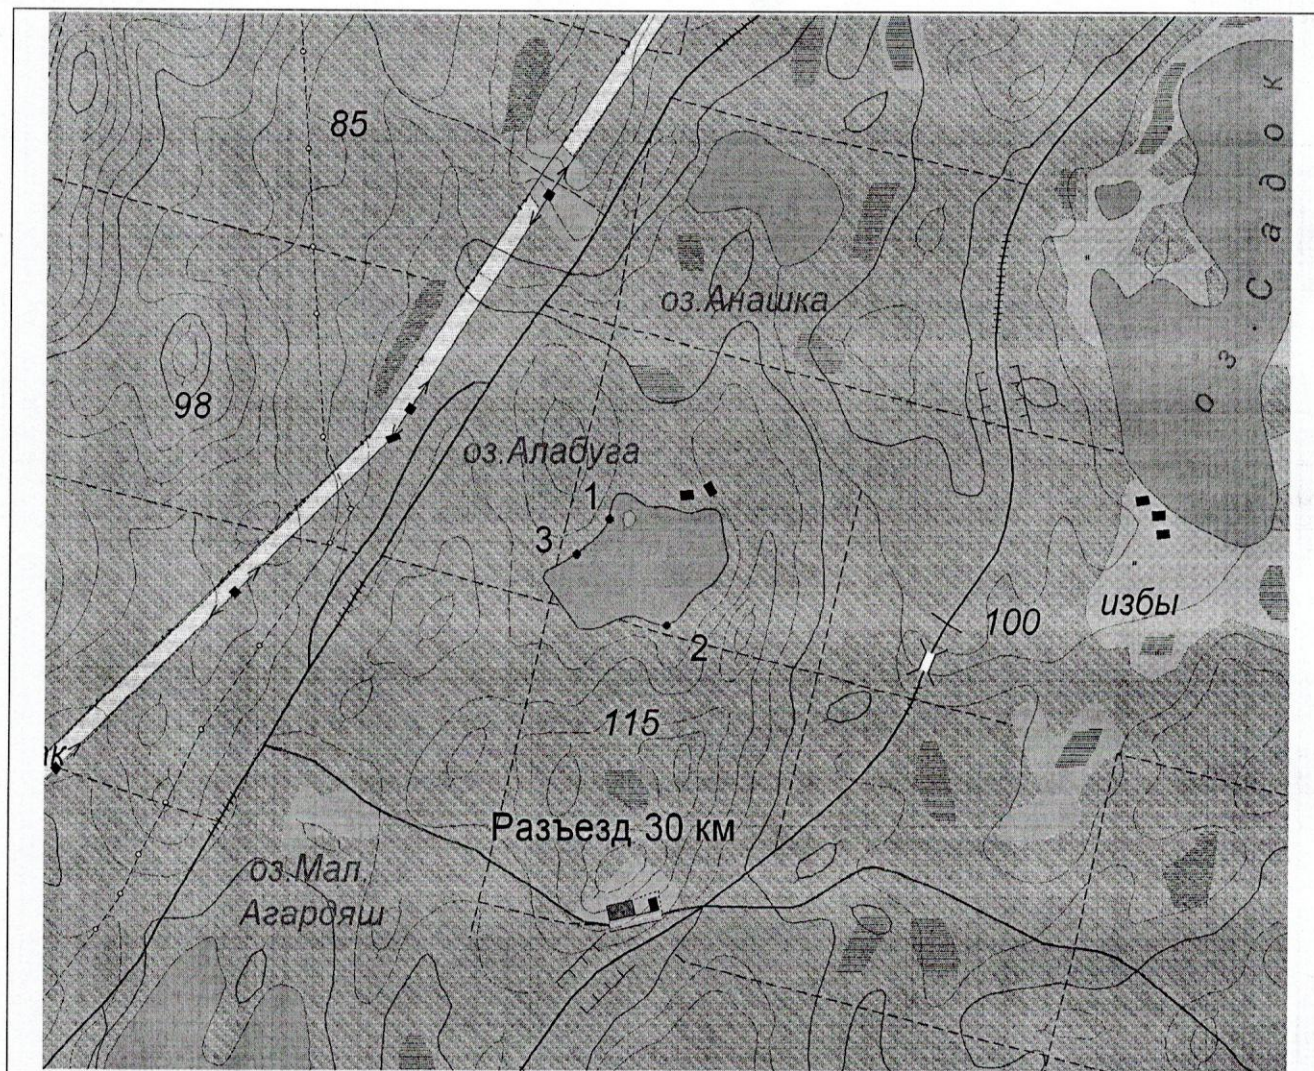 85
оз.Анашка
оз.Садок
98
оз.Алабуга
1
3
2
избы
100
115
Разъезд 30 км
оз.Мал.
Агардяш